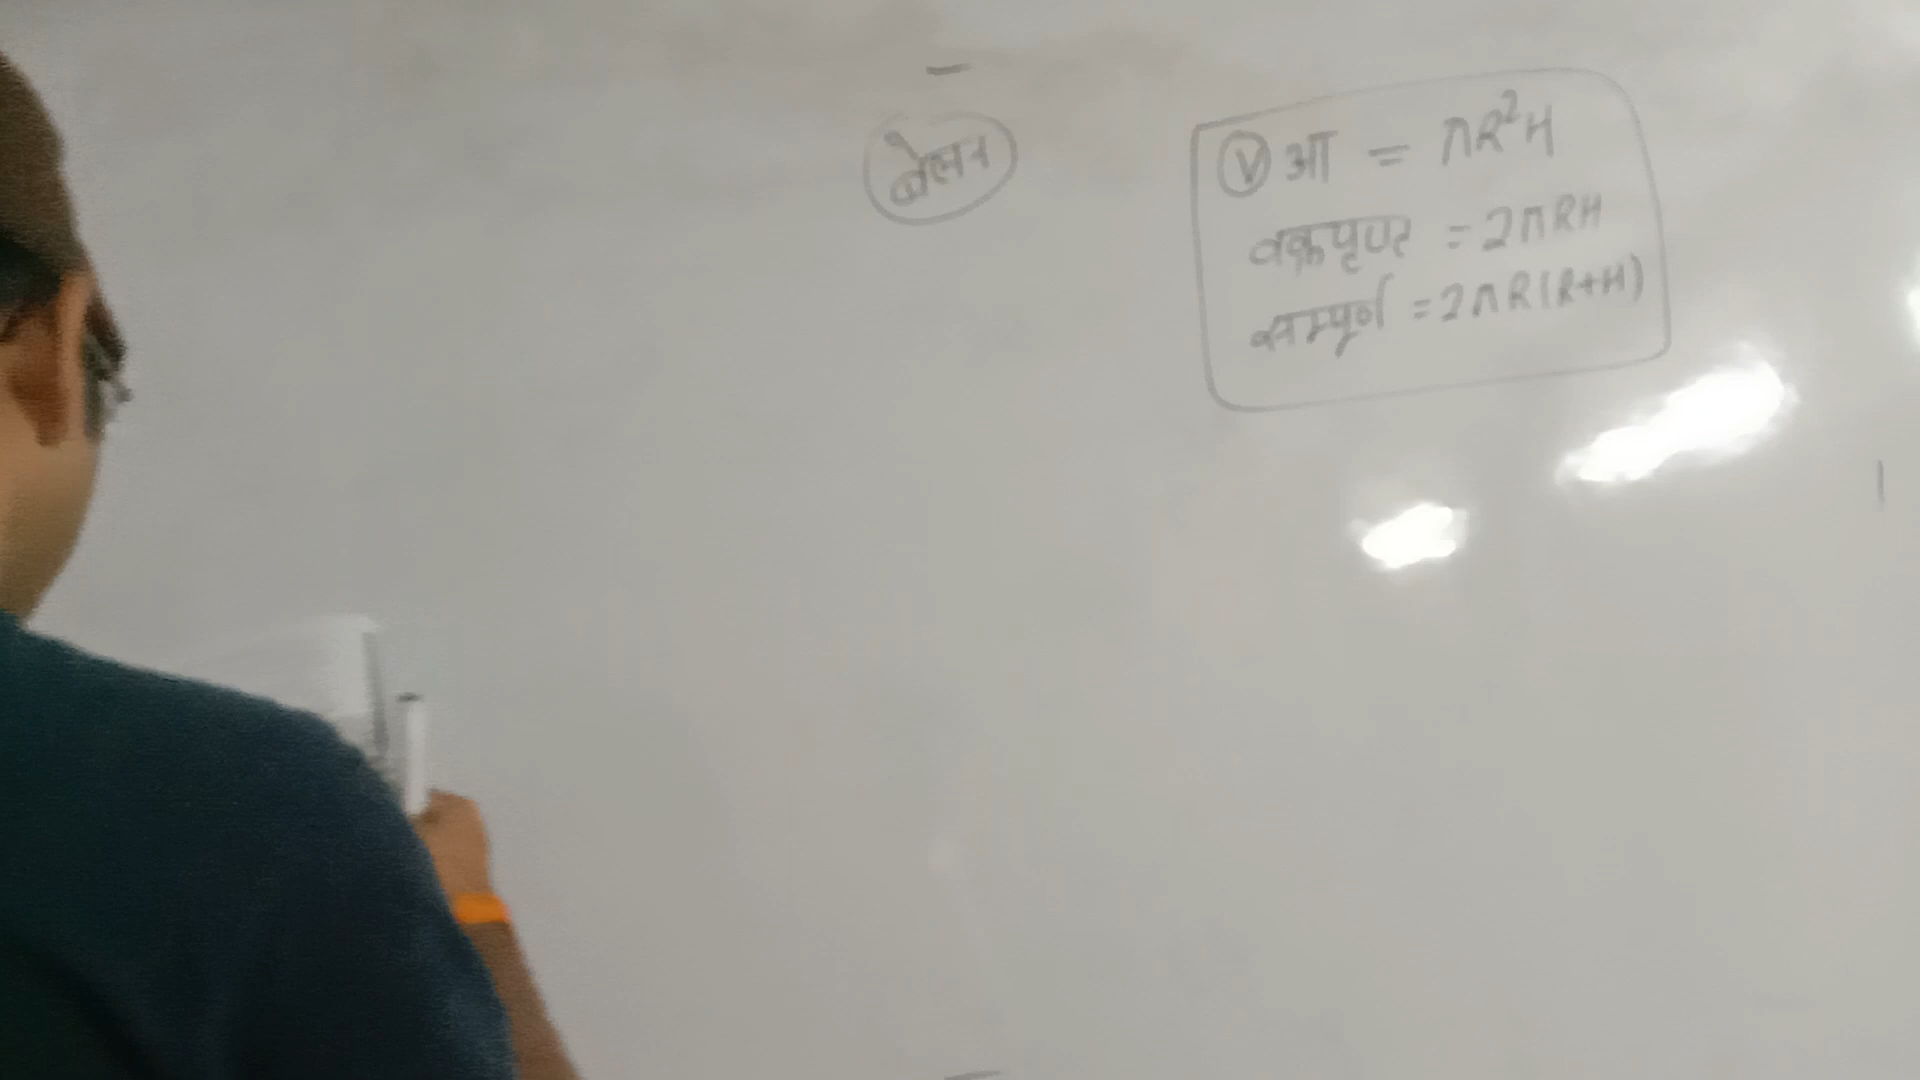 बेलन
V आ = πR²H
वक्रपृष्ठ = 2πRH
सम्पूर्ण = 2πR(R+H)